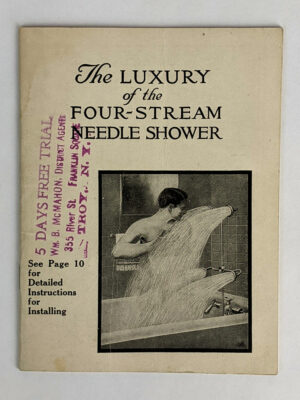 The LUXURY
of the
FOUR-STREAM
NEEDLE SHOWER
5 DAYS FREE TRIAL
WM. B. MCMAHON, DISTRICT AGENT
355 River St. FRANKLIN SQUARE
TROY, N. Y.
See Page 10
for
Detailed
Instructions
for
Installing